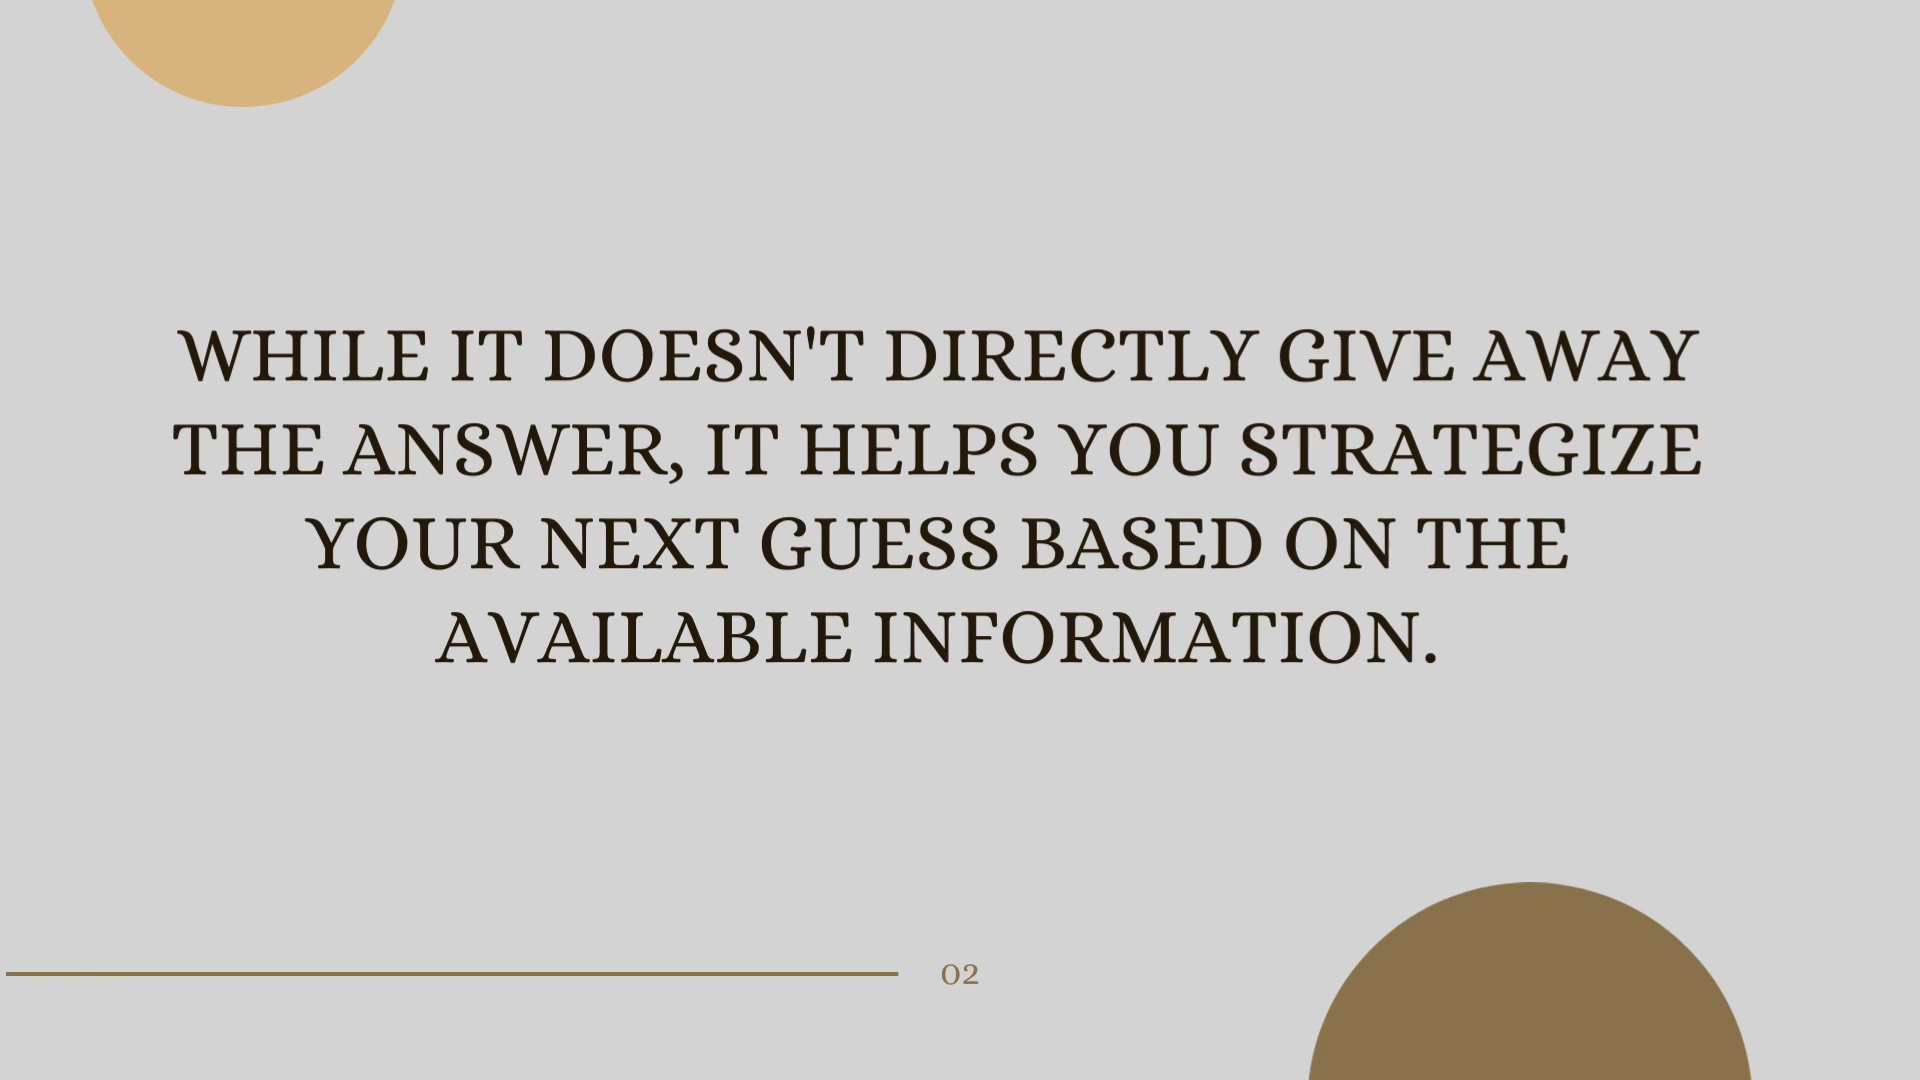 WHILE IT DOESN'T DIRECTLY GIVE AWAY
THE ANSWER, IT HELPS YOU STRATEGIZE
YOUR NEXT GUESS BASED ON THE
AVAILABLE INFORMATION.
02